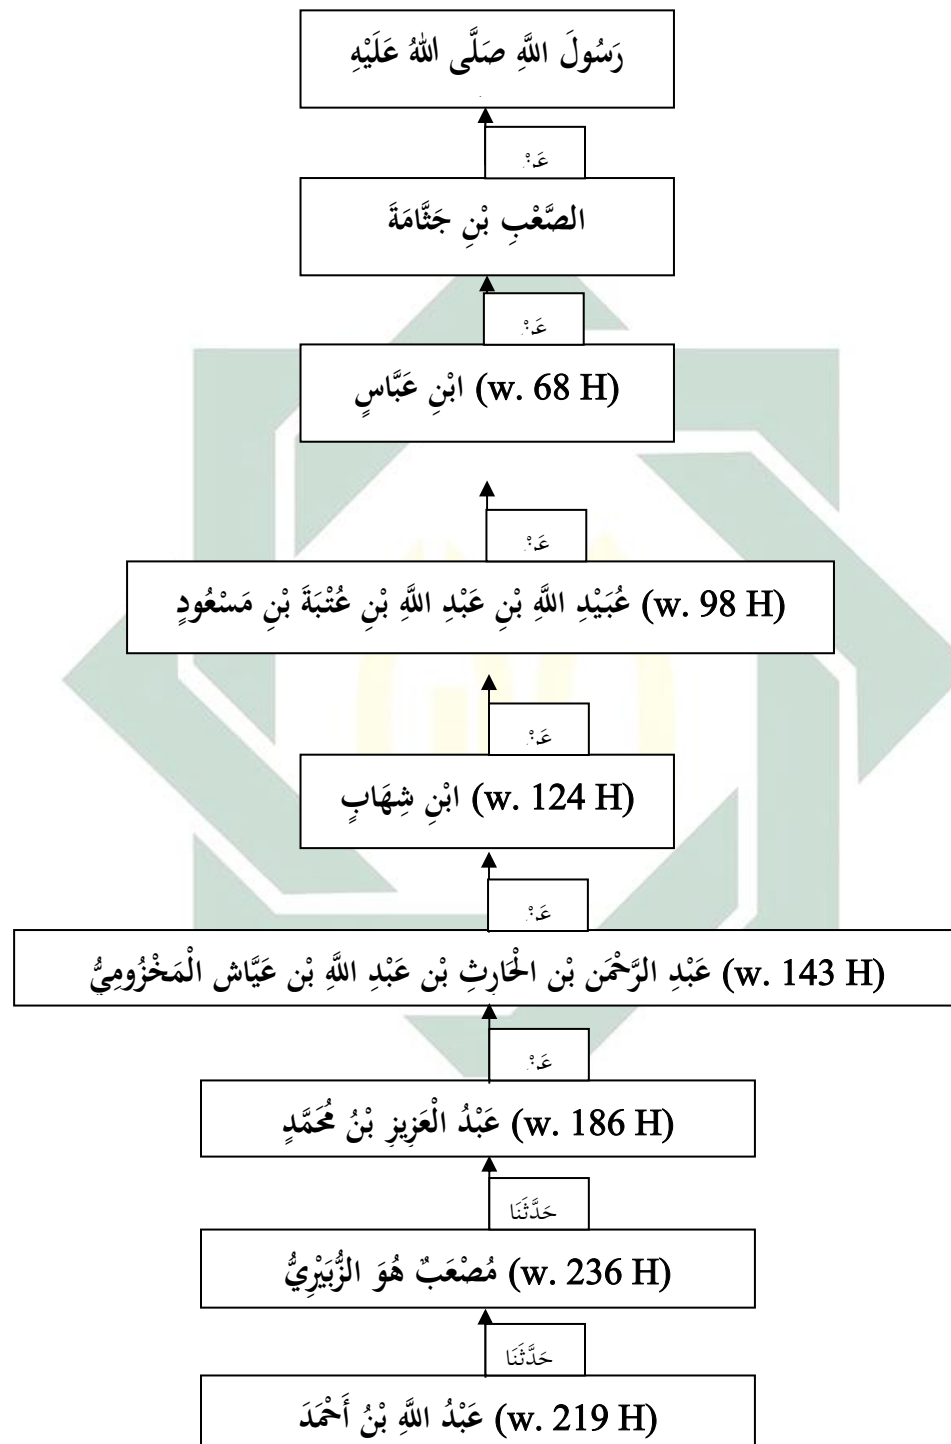 رَسُولَ اللَّهِ صَلَّى اللهُ عَلَيْهِ
عَنْ
الصَّعْبِ بْنِ جَثَّامَةَ
عَنْ
ابْنِ عَبَّاسٍ (w. 68 H)
عَنْ
عُبَيْدِ اللَّهِ بْنِ عَبْدِ اللَّهِ بْنِ عُتْبَةَ بْنِ مَسْعُودٍ (w. 98 H)
عَنْ
ابْنِ شِهَابٍ (w. 124 H)
عَنْ
عَبْدِ الرَّحْمَن بْن الْحَارِثِ بْن عَبْدِ اللَّهِ بْن عَيَّاش الْمَخْزُومِيُّ (w. 143 H)
عَنْ
عَبْدُ الْعَزِيزِ بْنُ مُحَمَّدٍ (w. 186 H)
حَدَّثَنَا
مُصْعَبٌ هُوَ الزُّبَيْرِيُّ (w. 236 H)
حَدَّثَنَا
عَبْدُ اللَّهِ بْنُ أَحْمَدَ (w. 219 H)